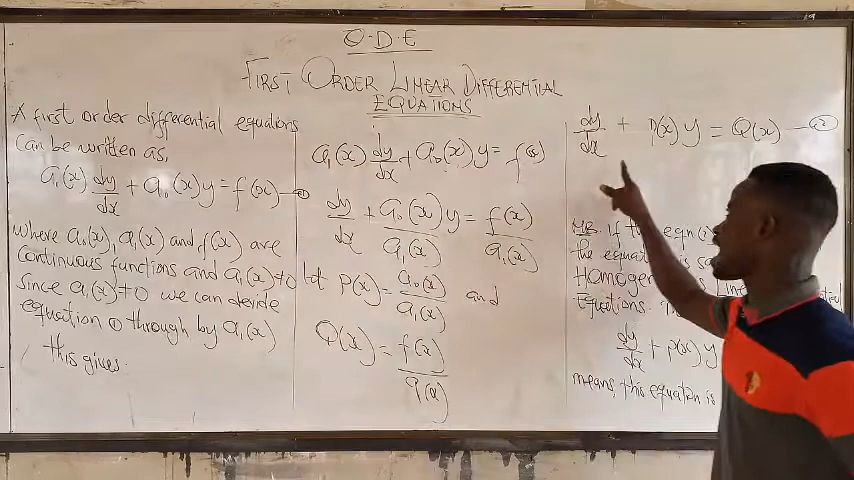 O.D.E
FIRST ORDER LINEAR DIFFERENTIAL
EQUATIONS
A first order differential equations
can be written as,
a₁(x) dy/dx + a₀(x)y = f(x) — ①
where a₀(x), a₁(x) and f(x) are
continuous functions and a₁(x) ≠ 0
Since a₁(x) ≠ 0 we can devide
equation ① through by a₁(x)
this gives.
a₁(x) dy/dx + a₀(x)y = f(x)
dy/dx + a₀(x)/a₁(x) y = f(x)/a₁(x)
let p(x) = a₀(x)/a₁(x) and
Q(x) = f(x)/a₁(x)
dy/dx + p(x)y = Q(x) — ②
N.B. If the eqn
the equation is
Homogen Linear
Equations.
dy/dx + p(x)y
means, this equation is